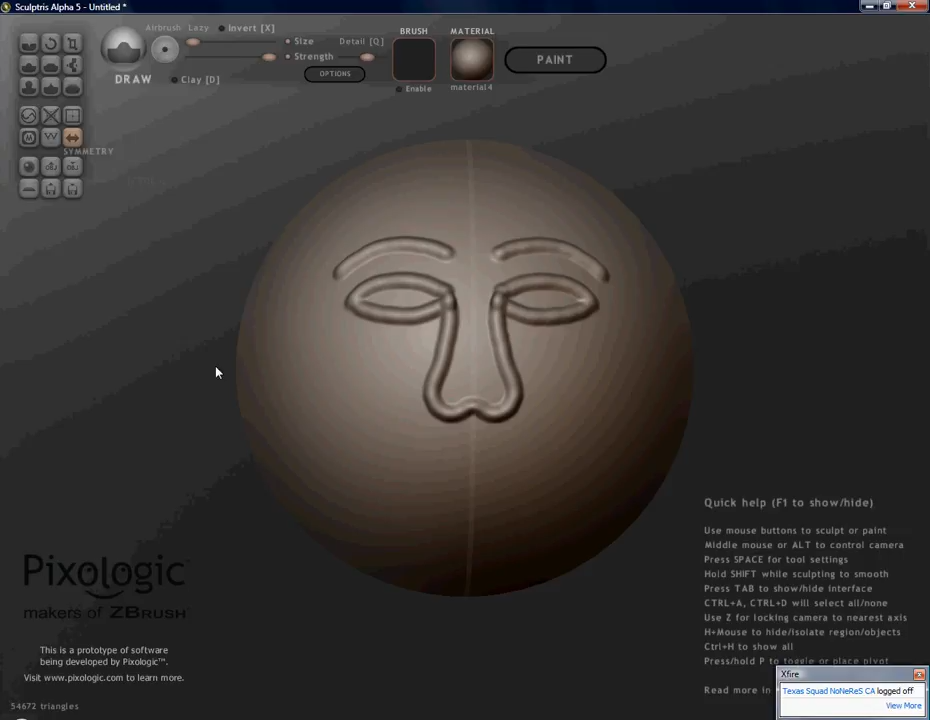 Sculptris Alpha 5 - Untitled *
Airbrush Lazy Invert [X]
Size Detail [Q]
Strength
OPTIONS
DRAW Clay [D]
BRUSH
Enable
MATERIAL
material4
PAINT
SYMMETRY
Quick help (F1 to show/hide)
Use mouse buttons to sculpt or paint
Middle mouse or ALT to control camera
Press SPACE for tool settings
Hold SHIFT while sculpting to smooth
Press TAB to show/hide interface
CTRL+A, CTRL+D will select all/none
Use Z for locking camera to nearest axis
H+Mouse to hide/isolate region/objects
Ctrl+H to show all
Press/hold P to toggle or place pivot
Read more in
Pixologic
makers of ZBRUSH
This is a prototype of software
being developed by Pixologic™.
Visit www.pixologic.com to learn more.
54672 triangles
Xfire
Texas Squad NoNeReS CA logged off
View More